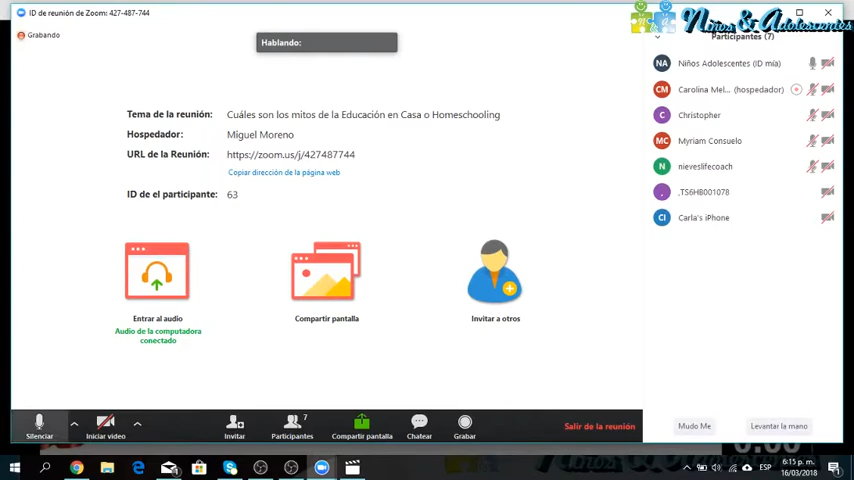 ID de reunión de Zoom: 427-487-744
Niños & Adolescentes
Grabando
Hablando:
Participantes (7)
Tema de la reunión: Cuáles son los mitos de la Educación en Casa o Homeschooling
Hospedador: Miguel Moreno
URL de la Reunión: https://zoom.us/j/427487744
Copiar dirección de la página web
ID de el participante: 63
NA Niños Adolescentes (ID mía)
CM Carolina Mel... (hospedador)
C Christopher
MC Myriam Consuelo
N nieveslifecoach
, ,TS6HB001078
CI Carla's iPhone
Entrar al audio
Audio de la computadora
conectado
Compartir pantalla
Invitar a otros
Silenciar
Iniciar video
Invitar
7
Participantes
Compartir pantalla
Chatear
Grabar
Salir de la reunión
Mudo Me
Levantar la mano
Niños & Adolescentes
ESP
6:15 p. m.
16/03/2018